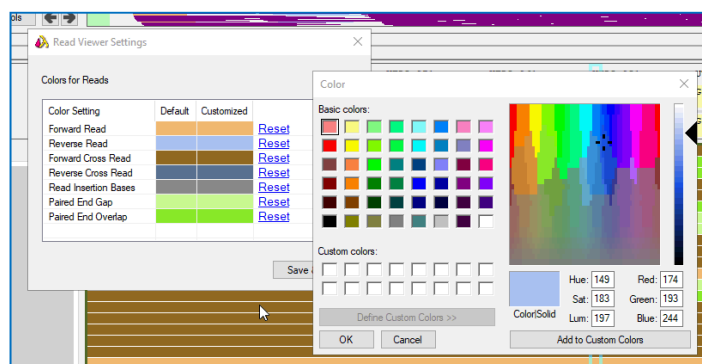 ols
Read Viewer Settings
Colors for Reads
Color Setting Default Customized
Forward Read Reset
Reverse Read Reset
Forward Cross Read Reset
Reverse Cross Read Reset
Read Insertion Bases Reset
Paired End Gap Reset
Paired End Overlap Reset
Save
Color
Basic colors:
Custom colors:
Define Custom Colors >>
OK Cancel
Color|Solid
Hue: 149 Red: 174
Sat: 183 Green: 193
Lum: 197 Blue: 244
Add to Custom Colors